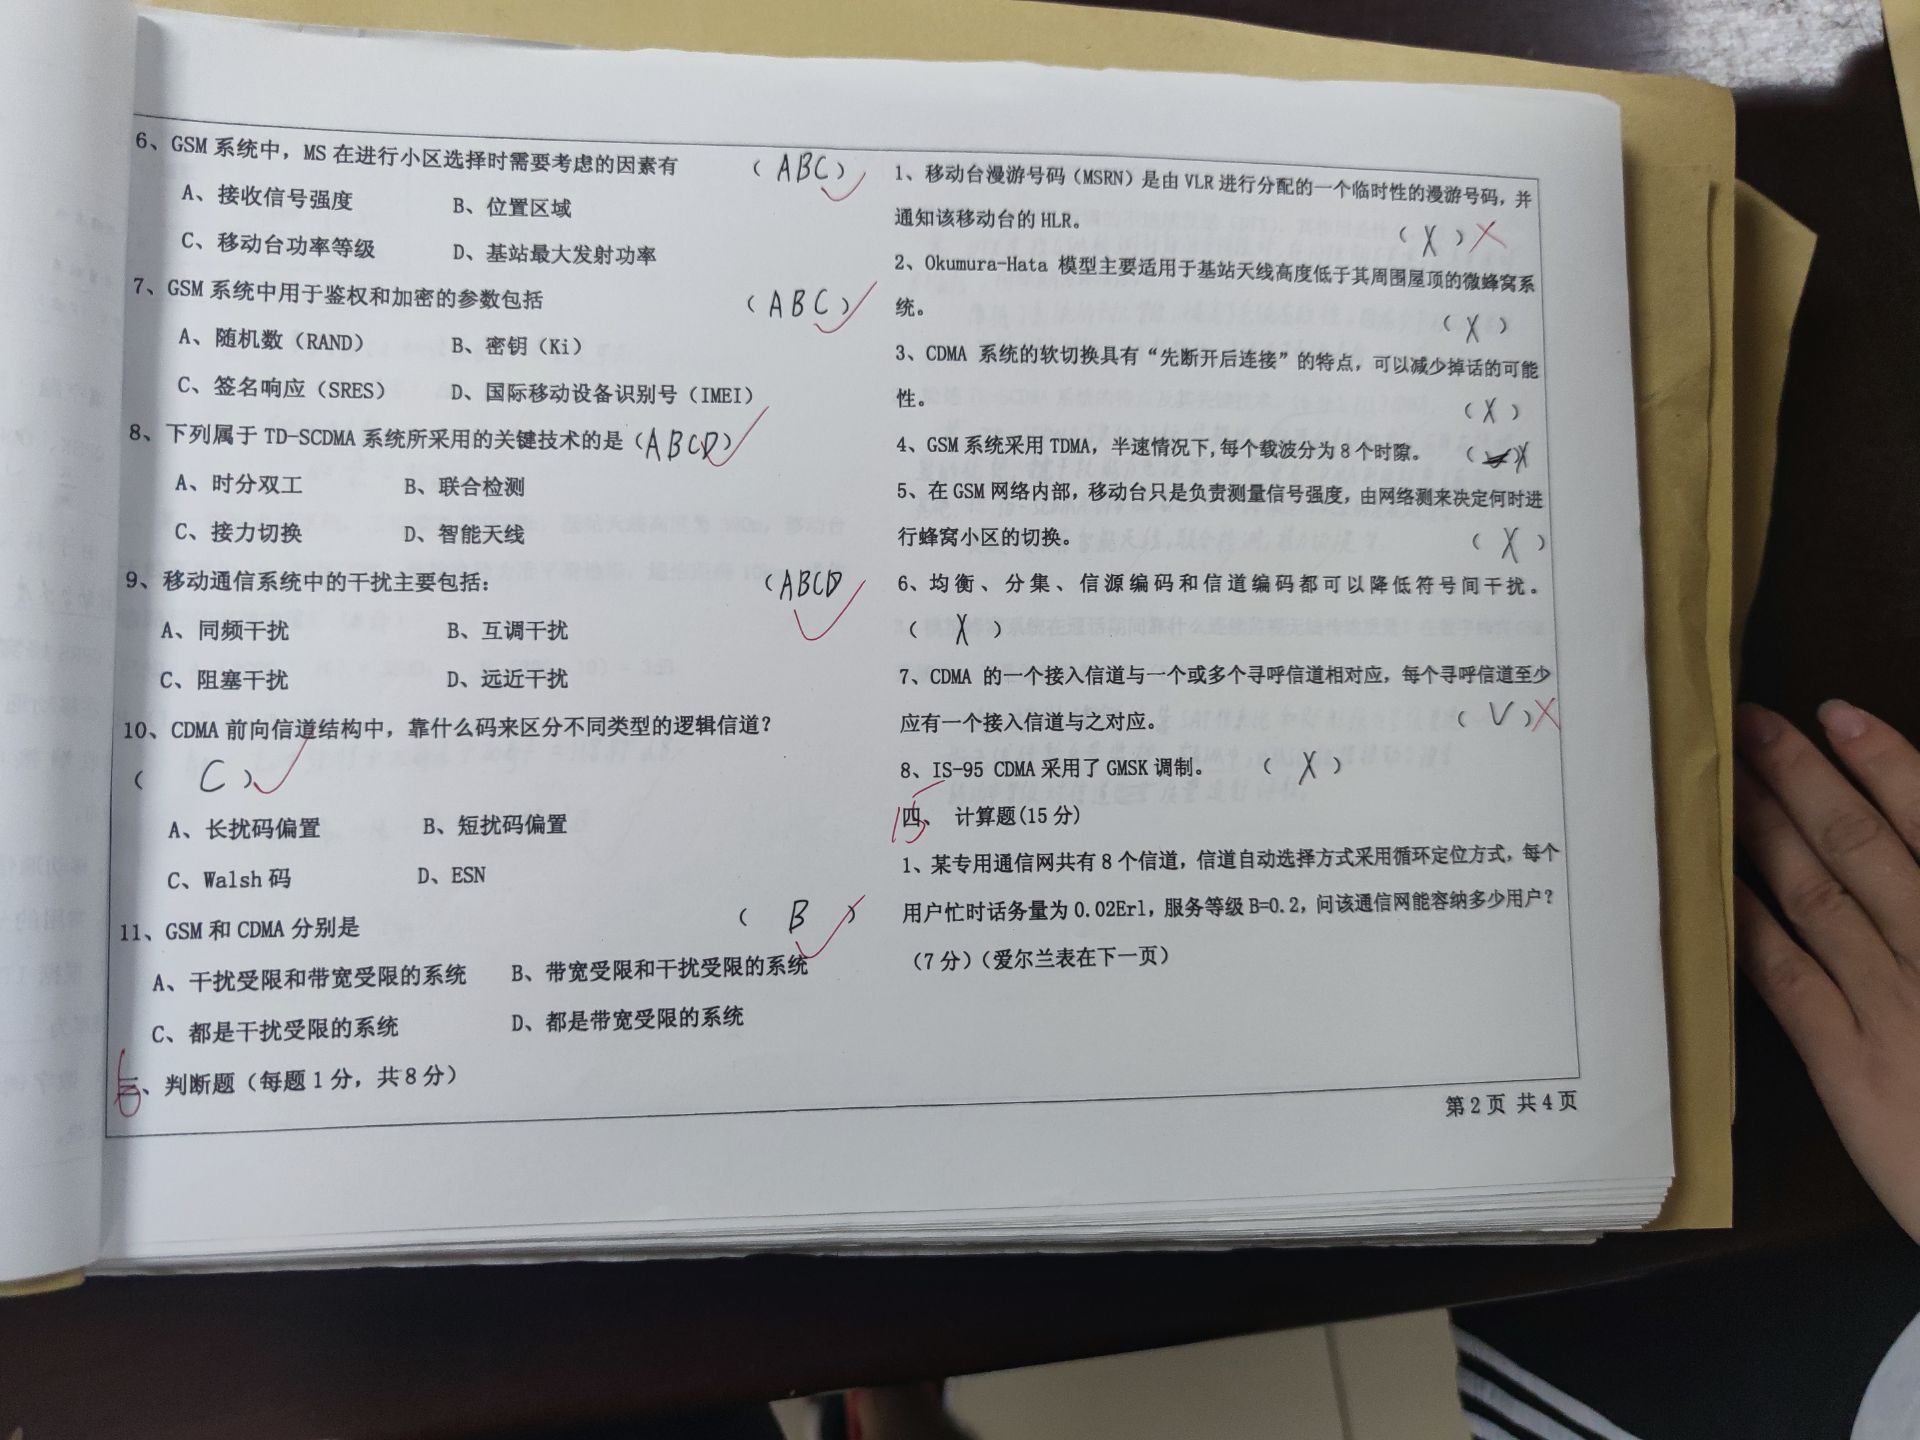 6、GSM 系统中，MS 在进行小区选择时需要考虑的因素有 （ABC）
A、接收信号强度 B、位置区域
C、移动台功率等级 D、基站最大发射功率
7、GSM 系统中用于鉴权和加密的参数包括 （ABC）
A、随机数（RAND） B、密钥（Ki）
C、签名响应（SRES） D、国际移动设备识别号（IMEI）
8、下列属于 TD-SCDMA 系统所采用的关键技术的是（ABCD）
A、时分双工 B、联合检测
C、接力切换 D、智能天线
9、移动通信系统中的干扰主要包括: （ABCD
A、同频干扰 B、互调干扰
C、阻塞干扰 D、远近干扰
10、CDMA 前向信道结构中，靠什么码来区分不同类型的逻辑信道？
（ C ）
A、长扰码偏置 B、短扰码偏置
C、Walsh 码 D、ESN
11、GSM 和 CDMA 分别是 （ B ）
A、干扰受限和带宽受限的系统 B、带宽受限和干扰受限的系统
C、都是干扰受限的系统 D、都是带宽受限的系统
6
三、判断题（每题 1 分，共 8 分）
1、移动台漫游号码（MSRN）是由 VLR 进行分配的一个临时性的漫游号码，并
通知该移动台的 HLR。 （ X ）X
2、Okumura-Hata 模型主要适用于基站天线高度低于其周围屋顶的微蜂窝系
统。 （ X ）
3、CDMA 系统的软切换具有“先断开后连接”的特点，可以减少掉话的可能
性。 （ X ）
4、GSM 系统采用 TDMA，半速情况下,每个载波分为 8 个时隙。 （ X）
5、在 GSM 网络内部，移动台只是负责测量信号强度，由网络测来决定何时进
行蜂窝小区的切换。 （ X ）
6、均衡、分集、信源编码和信道编码都可以降低符号间干扰。
（ X ）
7、CDMA 的一个接入信道与一个或多个寻呼信道相对应，每个寻呼信道至少
应有一个接入信道与之对应。 （ V ）X
8、IS-95 CDMA 采用了 GMSK 调制。 （ X ）
15
四、 计算题(15 分)
1、某专用通信网共有 8 个信道，信道自动选择方式采用循环定位方式，每个
用户忙时话务量为 0.02Erl，服务等级 B=0.2，问该通信网能容纳多少用户？
（7 分）（爱尔兰表在下一页）
第 2 页 共 4 页